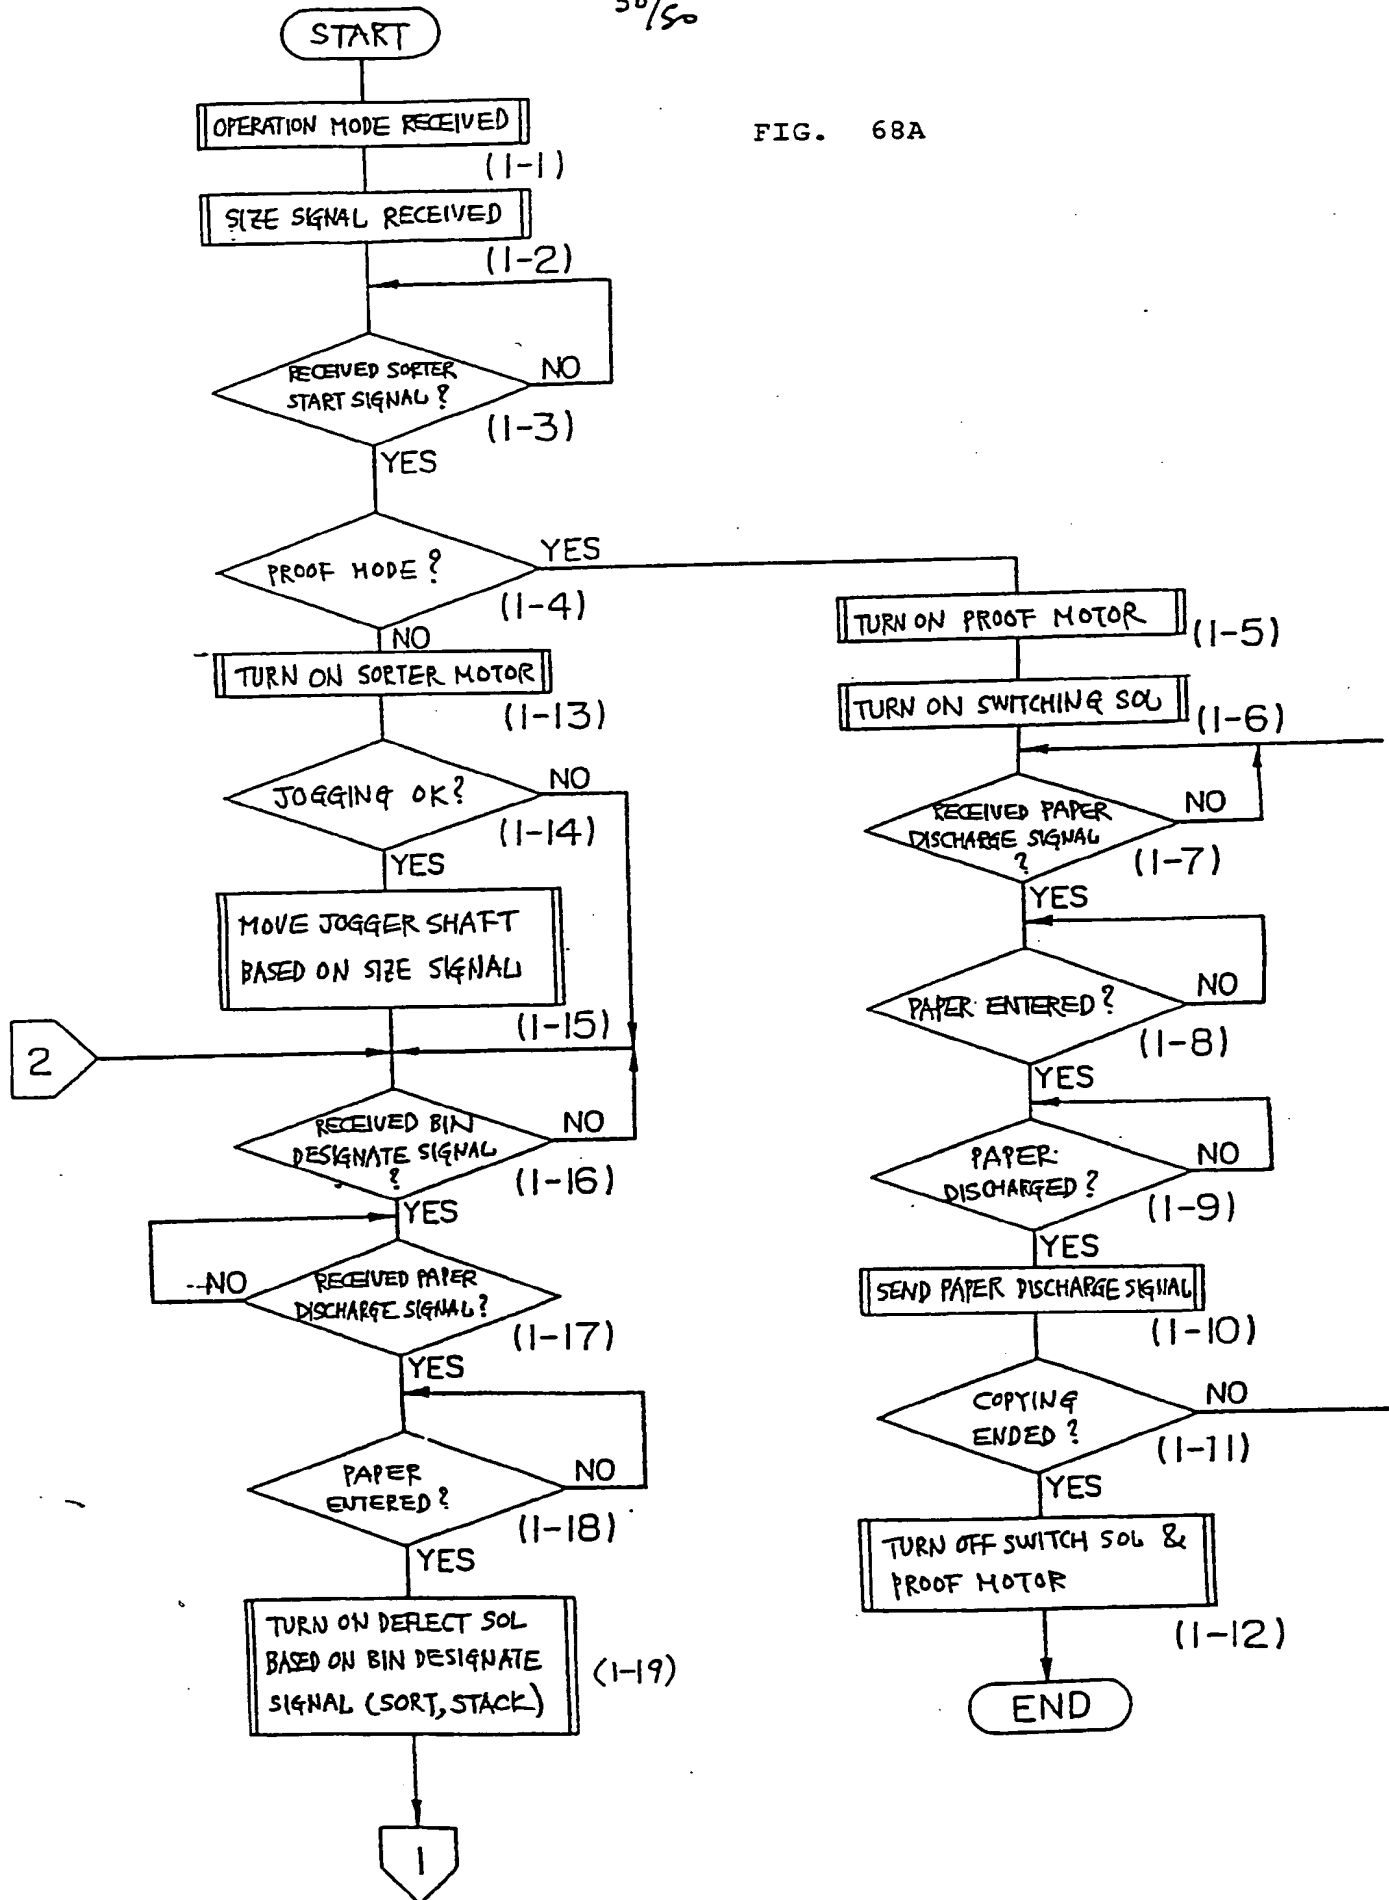 50/50
START
FIG. 68A
OPERATION MODE RECEIVED
(1-1)
SIZE SIGNAL RECEIVED
(1-2)
RECEIVED SORTER
START SIGNAL?
NO
(1-3)
YES
PROOF MODE?
YES
(1-4)
NO
TURN ON SORTER MOTOR
(1-13)
JOGGING OK?
NO
(1-14)
YES
MOVE JOGGER SHAFT
BASED ON SIZE SIGNAL
(1-15)
2
RECEIVED BIN
DESIGNATE SIGNAL
?
NO
(1-16)
YES
NO
RECEIVED PAPER
DISCHARGE SIGNAL?
(1-17)
YES
PAPER
ENTERED?
NO
(1-18)
YES
TURN ON DEFLECT SOL
BASED ON BIN DESIGNATE
SIGNAL (SORT, STACK)
(1-19)
1
TURN ON PROOF MOTOR
(1-5)
TURN ON SWITCHING SOL
(1-6)
RECEIVED PAPER
DISCHARGE SIGNAL
?
NO
(1-7)
YES
PAPER ENTERED?
NO
(1-8)
YES
PAPER
DISCHARGED?
NO
(1-9)
YES
SEND PAPER DISCHARGE SIGNAL
(1-10)
COPYING
ENDED?
NO
(1-11)
YES
TURN OFF SWITCH SOL &
PROOF MOTOR
(1-12)
END